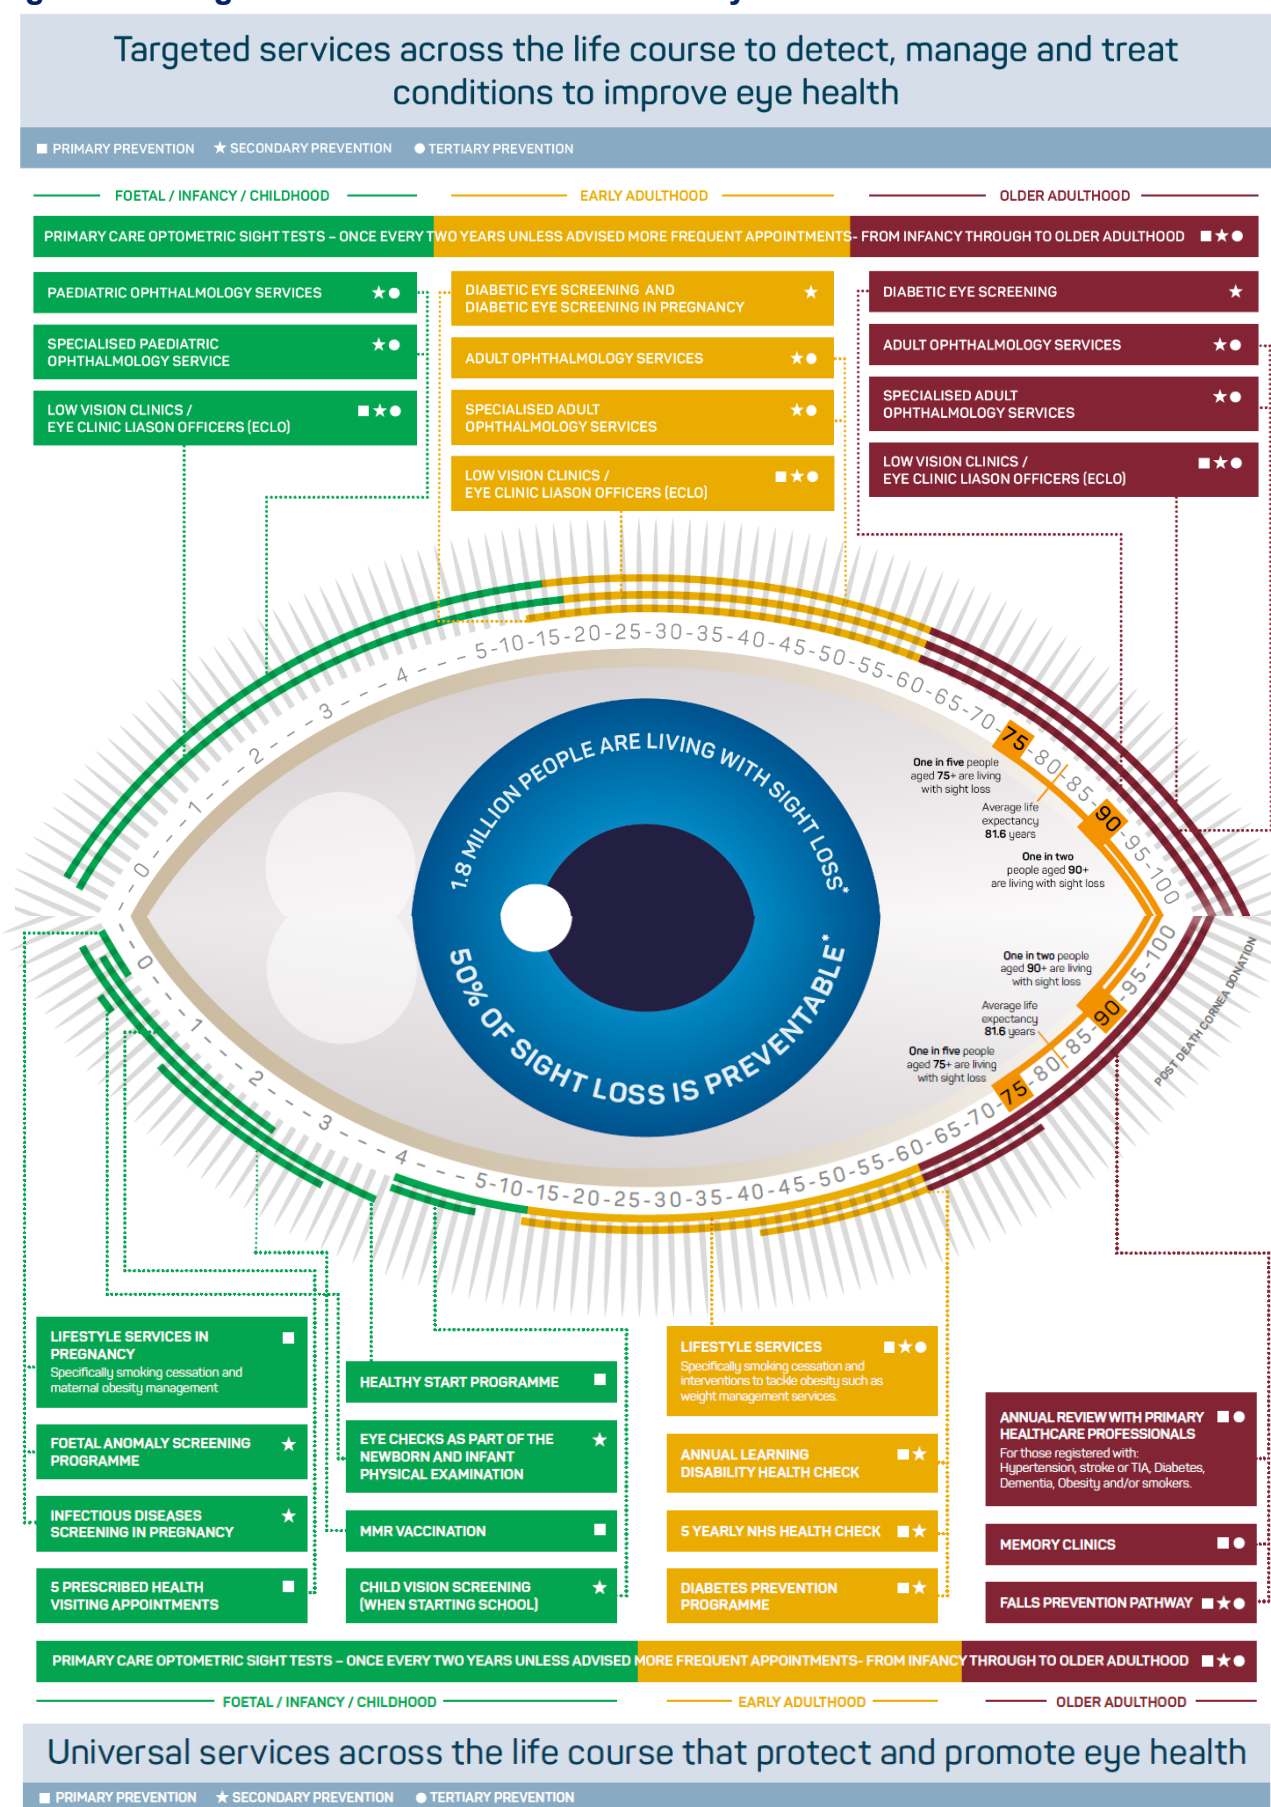 Targeted services across the life course to detect, manage and treat
conditions to improve eye health
PRIMARY PREVENTION
SECONDARY PREVENTION
TERTIARY PREVENTION
FOETAL / INFANCY / CHILDHOOD
EARLY ADULTHOOD
OLDER ADULTHOOD
PRIMARY CARE OPTOMETRIC SIGHT TESTS – ONCE EVERY TWO YEARS UNLESS ADVISED MORE FREQUENT APPOINTMENTS- FROM INFANCY THROUGH TO OLDER ADULTHOOD
PAEDIATRIC OPHTHALMOLOGY SERVICES
SPECIALISED PAEDIATRIC
OPHTHALMOLOGY SERVICE
LOW VISION CLINICS /
EYE CLINIC LIASON OFFICERS (ECLO)
DIABETIC EYE SCREENING AND
DIABETIC EYE SCREENING IN PREGNANCY
ADULT OPHTHALMOLOGY SERVICES
SPECIALISED ADULT
OPHTHALMOLOGY SERVICES
LOW VISION CLINICS /
EYE CLINIC LIASON OFFICERS (ECLO)
DIABETIC EYE SCREENING
ADULT OPHTHALMOLOGY SERVICES
SPECIALISED ADULT
OPHTHALMOLOGY SERVICES
LOW VISION CLINICS /
EYE CLINIC LIASON OFFICERS (ECLO)
0 - - - 1 - - - 2 - - - 3 - - - 4 - - - 5-10-15-20-25-30-35-40-45-50-55-60-65-70-75-80-85-90-95-100
1.8 MILLION PEOPLE ARE LIVING WITH SIGHT LOSS*
One in five people
aged 75+ are living
with sight loss
Average life
expectancy
81.6 years
One in two
people aged 90+
are living with sight loss
50% OF SIGHT LOSS IS PREVENTABLE*
One in two people
aged 90+ are living
with sight loss
Average life
expectancy
81.6 years
One in five people
aged 75+ are living
with sight loss
POST DEATH CORNEA DONATION
0 - - - 1 - - - 2 - - - 3 - - - 4 - - - 5-10-15-20-25-30-35-40-45-50-55-60-65-70-75-80-85-90-95-100
LIFESTYLE SERVICES IN
PREGNANCY
Specifically smoking cessation and
maternal obesity management
FOETAL ANOMALY SCREENING
PROGRAMME
INFECTIOUS DISEASES
SCREENING IN PREGNANCY
5 PRESCRIBED HEALTH
VISITING APPOINTMENTS
HEALTHY START PROGRAMME
EYE CHECKS AS PART OF THE
NEWBORN AND INFANT
PHYSICAL EXAMINATION
MMR VACCINATION
CHILD VISION SCREENING
(WHEN STARTING SCHOOL)
LIFESTYLE SERVICES
Specifically smoking cessation and
interventions to tackle obesity such as
weight management services.
ANNUAL LEARNING
DISABILITY HEALTH CHECK
5 YEARLY NHS HEALTH CHECK
DIABETES PREVENTION
PROGRAMME
ANNUAL REVIEW WITH PRIMARY
HEALTHCARE PROFESSIONALS
For those registered with:
Hypertension, stroke or TIA, Diabetes,
Dementia, Obesity and/or smokers.
MEMORY CLINICS
FALLS PREVENTION PATHWAY
PRIMARY CARE OPTOMETRIC SIGHT TESTS – ONCE EVERY TWO YEARS UNLESS ADVISED MORE FREQUENT APPOINTMENTS- FROM INFANCY THROUGH TO OLDER ADULTHOOD
FOETAL / INFANCY / CHILDHOOD
EARLY ADULTHOOD
OLDER ADULTHOOD
Universal services across the life course that protect and promote eye health
PRIMARY PREVENTION
SECONDARY PREVENTION
TERTIARY PREVENTION